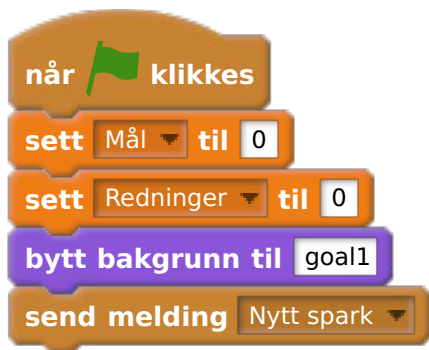 når klikkes
sett Mål til 0
sett Redninger til 0
bytt bakgrunn til goal1
send melding Nytt spark